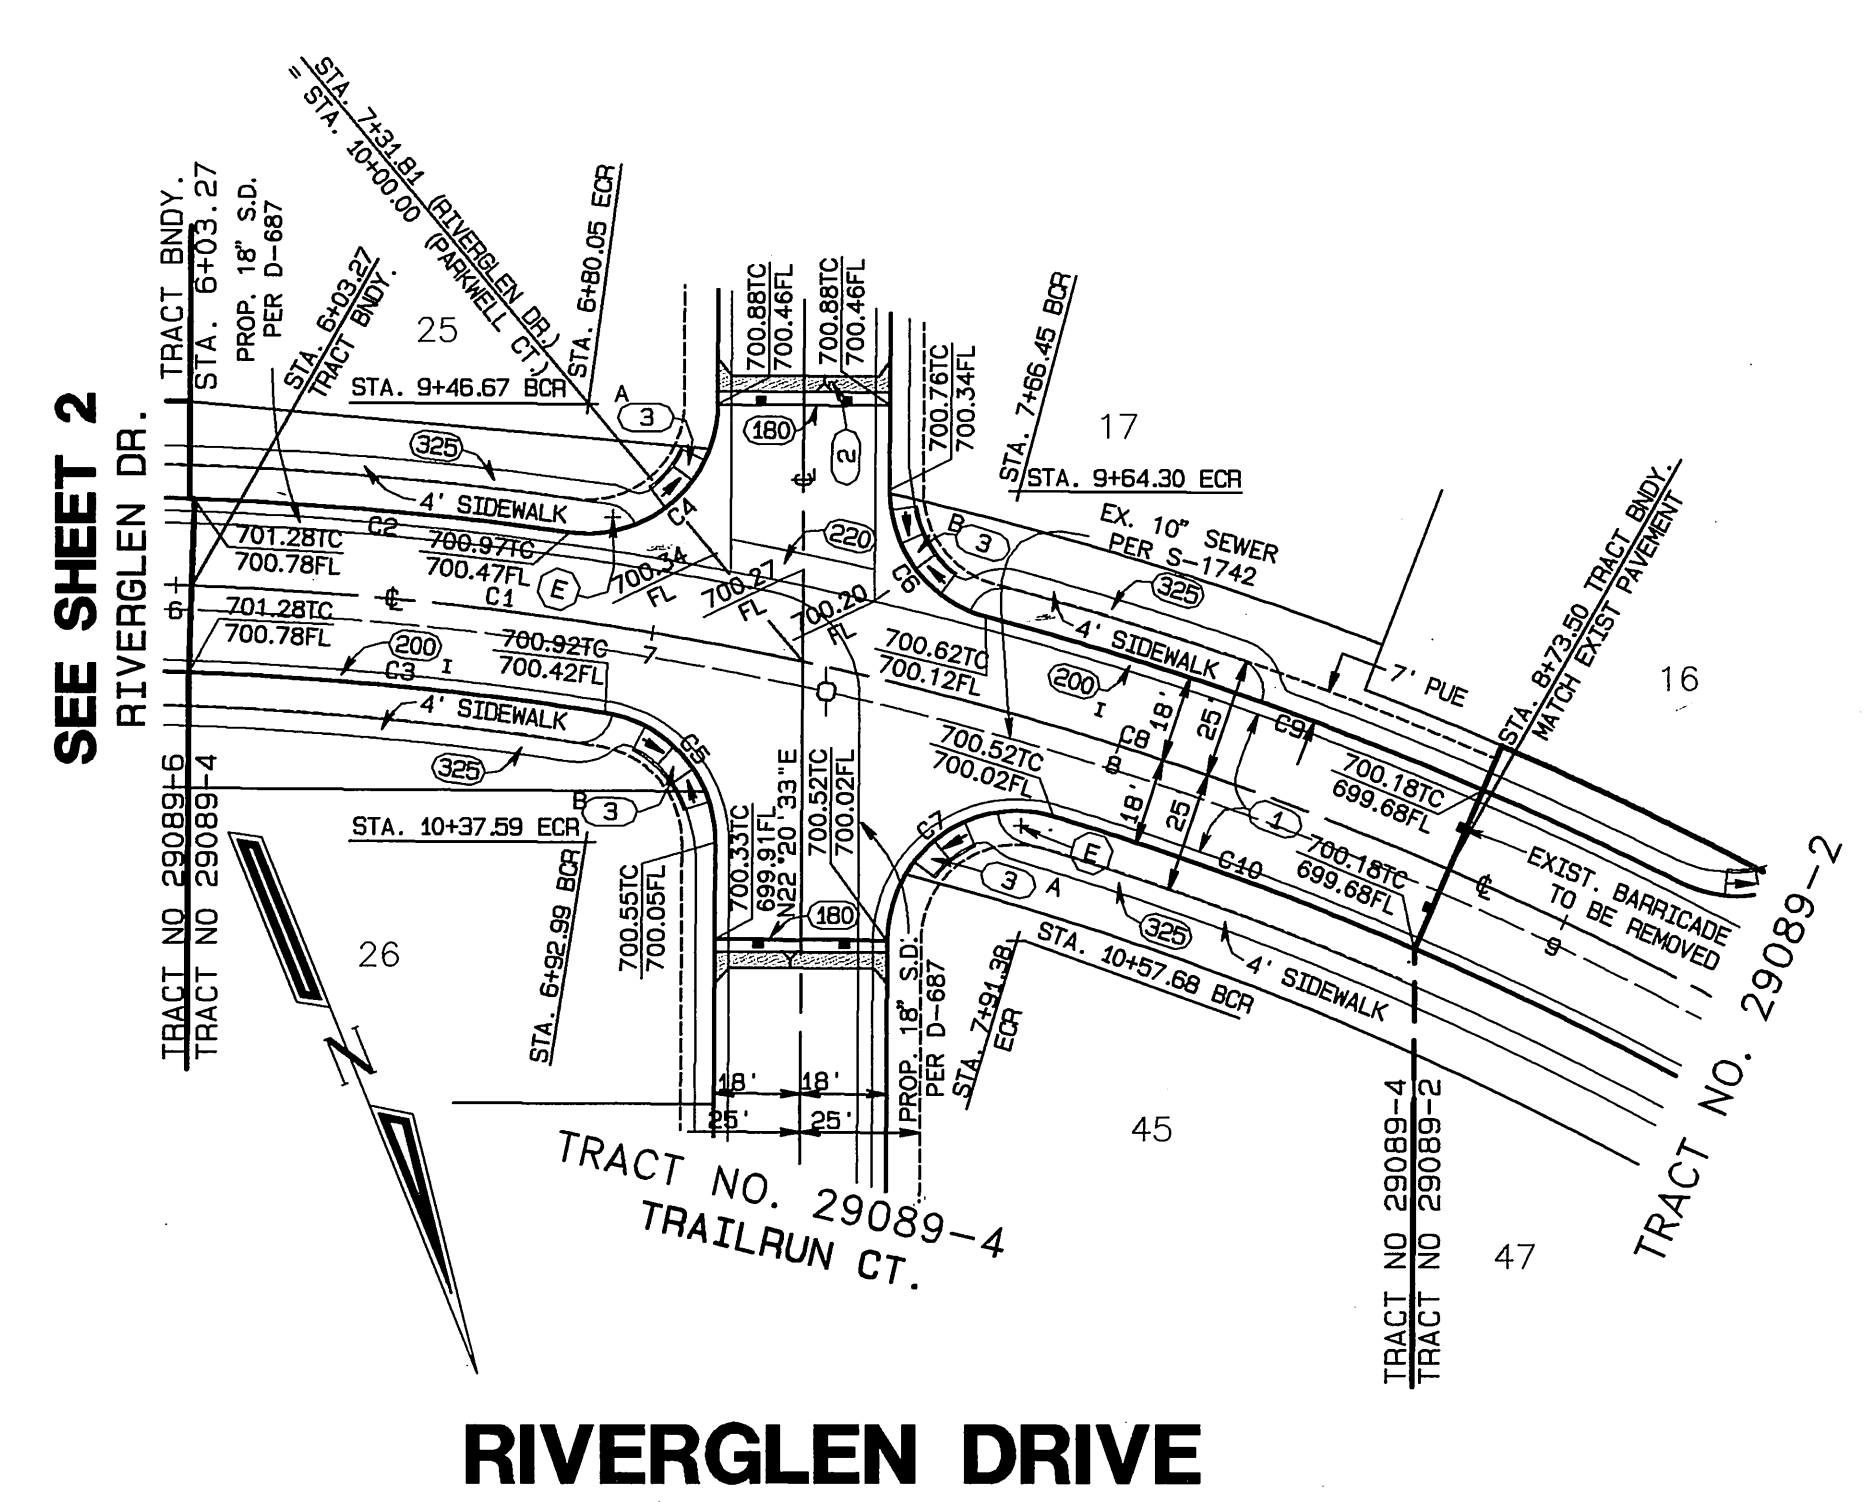 STA. 7+31.81 (RIVERGLEN DR.)
= STA. 10+00.00 (PARKWELL CT.)
TRACT BNDY.
STA. 6+03.27
PROP. 18" S.D.
PER D-687
STA. 6+03.27
TRACT BNDY.
25
STA. 6+80.05 ECR
STA. 9+46.67 BCR
A
3
325
4' SIDEWALK
700.88TC
700.46FL
700.88TC
700.46FL
180
2
℄
700.76TC
700.34FL
STA. 7+66.45 BCR
17
STA. 9+64.30 ECR
EX. 10" SEWER
PER S-1742
B
3
325
4' SIDEWALK
7' PUE
STA. 8+73.50 TRACT BNDY.
MATCH EXIST PAVEMENT
16
SEE SHEET 2
RIVERGLEN DR.
701.28TC
700.78FL
C2
700.97TC
700.47FL
C4
E
700.34
FL
700.27
FL
700.20
FL
220
C6
6
℄
C1
701.28TC
700.78FL
200
I
C3
700.92TC
700.42FL
7
700.62TC
700.12FL
200
I
18'
25'
C9
4' SIDEWALK
325
C5
B
3
C8
8
700.52TC
700.02FL
18'
25'
1
700.18TC
699.68FL
STA. 10+37.59 ECR
700.33TC
699.91FL
N22°20'33"E
700.52TC
700.02FL
C7
E
C10
700.18TC
699.68FL
℄
EXIST. BARRICADE
TO BE REMOVED
9
3
A
325
4' SIDEWALK
TRACT NO 29089-6
TRACT NO 29089-4
26
STA. 6+92.99 BCR
700.55TC
700.05FL
180
PROP. 18" S.D.
PER D-687
STA. 7+91.38
ECR
STA. 10+57.68 BCR
TRACT NO. 29089-2
N
18'
18'
25'
25'
45
TRACT NO. 29089-4
TRAILRUN CT.
TRACT NO 29089-4
TRACT NO 29089-2
47
RIVERGLEN DRIVE